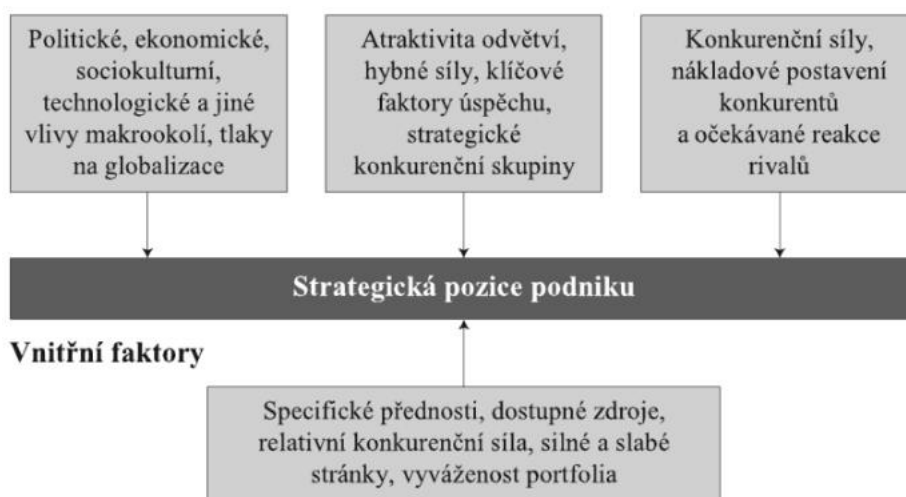 Politické, ekonomické,
sociokulturní,
technologické a jiné
vlivy makrookolí, tlaky
na globalizace
Atraktivita odvětví,
hybné síly, klíčové
faktory úspěchu,
strategické
konkurenční skupiny
Konkurenční síly,
nákladové postavení
konkurentů
a očekávané reakce
rivalů
Strategická pozice podniku
Vnitřní faktory
Specifické přednosti, dostupné zdroje,
relativní konkurenční síla, silné a slabé
stránky, vyváženost portfolia